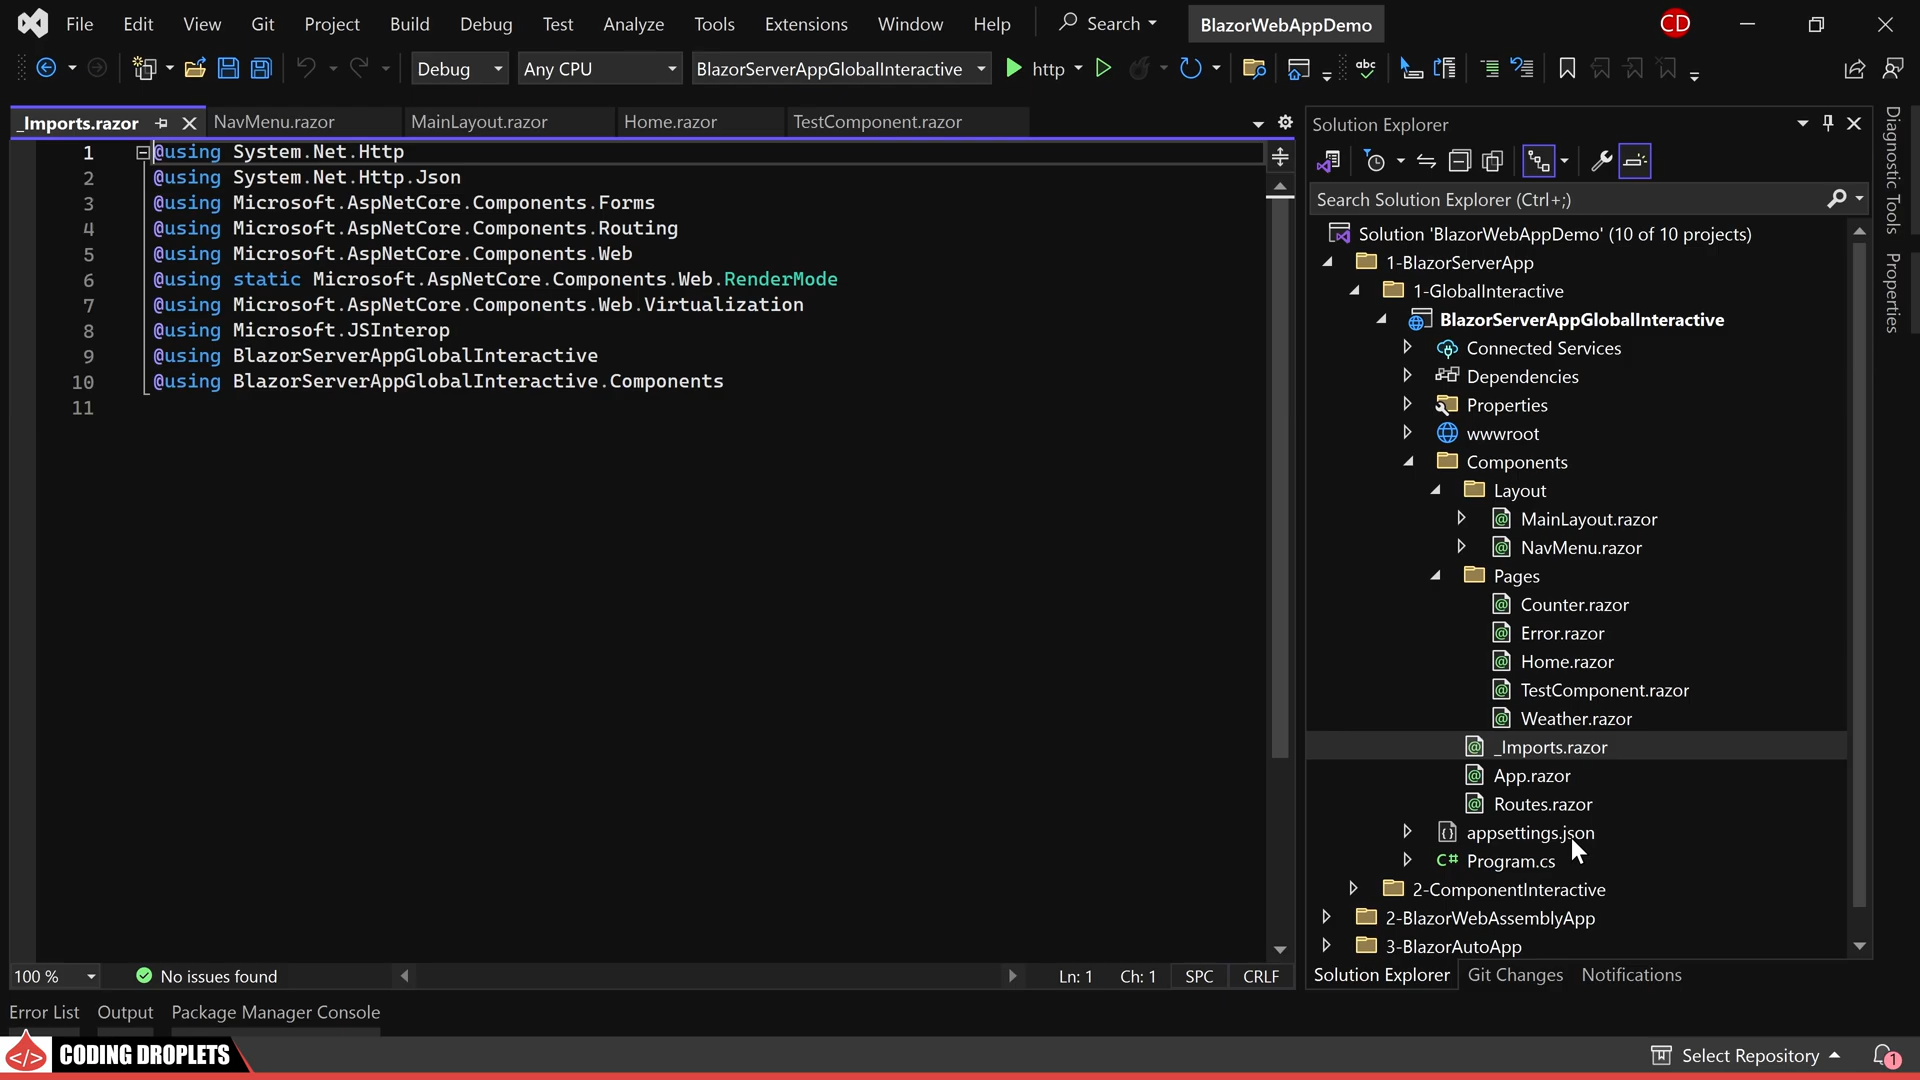 File Edit View Git Project Build Debug Test Analyze Tools Extensions Window Help Search BlazorWebAppDemo CD
Debug Any CPU BlazorServerAppGlobalInteractive http abc
_Imports.razor NavMenu.razor MainLayout.razor Home.razor TestComponent.razor
1 @using System.Net.Http
2 @using System.Net.Http.Json
3 @using Microsoft.AspNetCore.Components.Forms
4 @using Microsoft.AspNetCore.Components.Routing
5 @using Microsoft.AspNetCore.Components.Web
6 @using static Microsoft.AspNetCore.Components.Web.RenderMode
7 @using Microsoft.AspNetCore.Components.Web.Virtualization
8 @using Microsoft.JSInterop
9 @using BlazorServerAppGlobalInteractive
10 @using BlazorServerAppGlobalInteractive.Components
11
100 % No issues found Ln: 1 Ch: 1 SPC CRLF
Solution Explorer
Search Solution Explorer (Ctrl+;)
Solution 'BlazorWebAppDemo' (10 of 10 projects)
1-BlazorServerApp
1-GlobalInteractive
BlazorServerAppGlobalInteractive
Connected Services
Dependencies
Properties
wwwroot
Components
Layout
MainLayout.razor
NavMenu.razor
Pages
Counter.razor
Error.razor
Home.razor
TestComponent.razor
Weather.razor
_Imports.razor
App.razor
Routes.razor
appsettings.json
C# Program.cs
2-ComponentInteractive
2-BlazorWebAssemblyApp
3-BlazorAutoApp
Solution Explorer Git Changes Notifications
Diagnostic Tools
Properties
Error List Output Package Manager Console
</> CODING DROPLETS
Select Repository 1